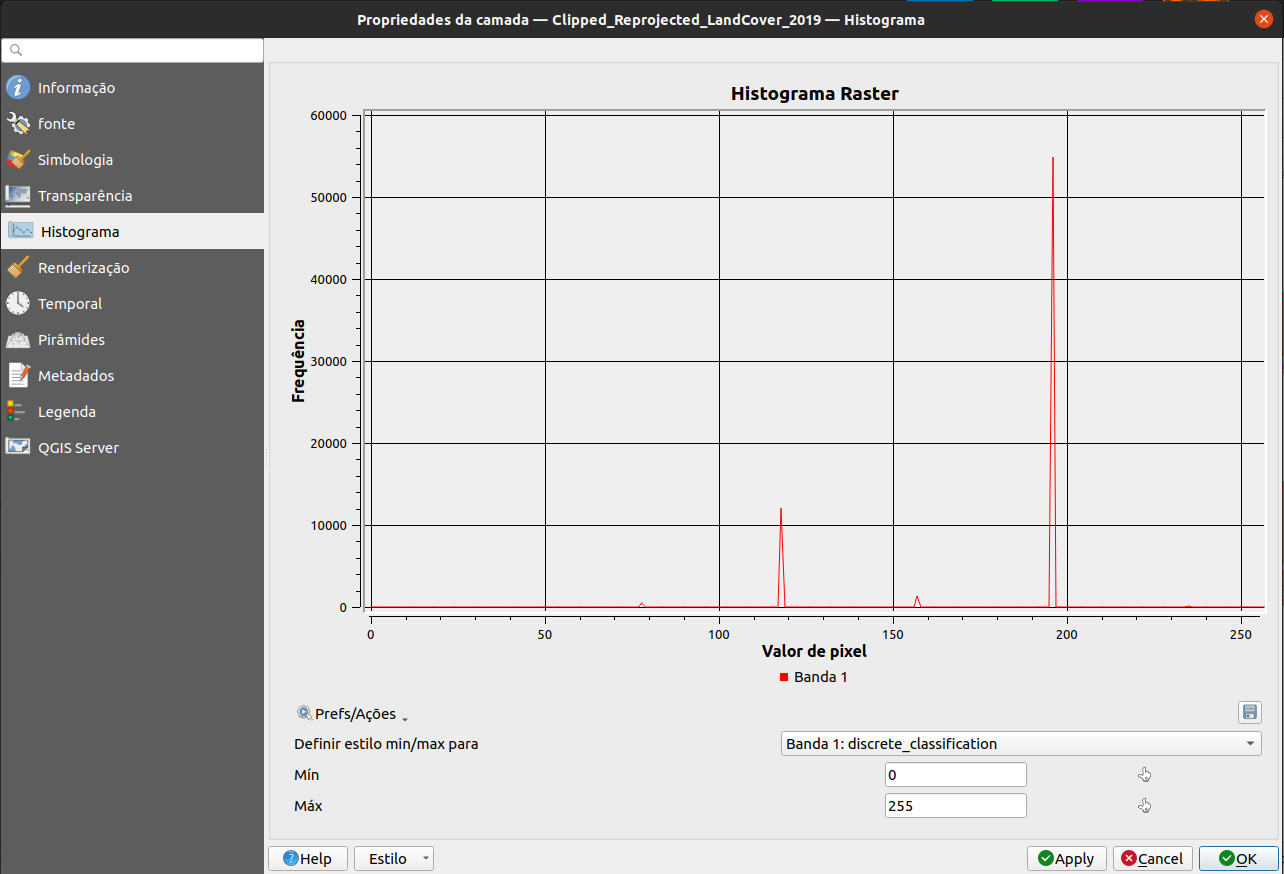 Propriedades da camada — Clipped_Reprojected_LandCover_2019 — Histograma
Informação
fonte
Simbologia
Transparência
Histograma
Renderização
Temporal
Pirâmides
Metadados
Legenda
QGIS Server
Histograma Raster
60000
50000
40000
30000
20000
10000
0
Frequência
0 50 100 150 200 250
Valor de pixel
Banda 1
Prefs/Ações
Definir estilo min/max para
Banda 1: discrete_classification
Mín
0
Máx
255
Help
Estilo
Apply
Cancel
OK